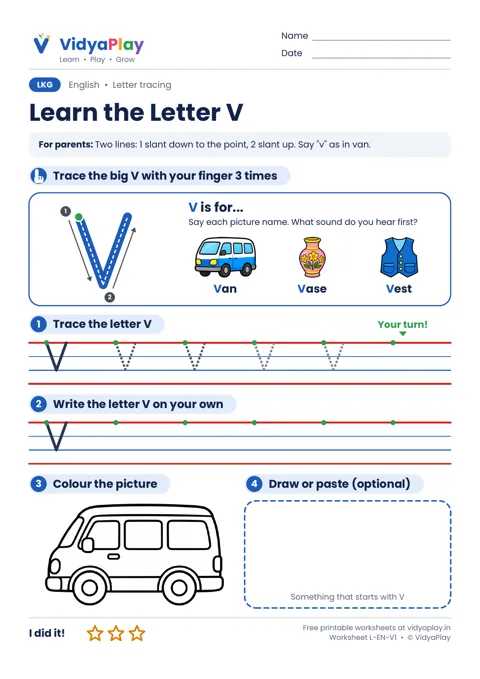 VidyaPlay
Learn • Play • Grow
Name
Date
LKG English • Letter tracing
Learn the Letter V
For parents: Two lines: 1 slant down to the point, 2 slant up. Say "v" as in van.
Trace the big V with your finger 3 times
1
2
V is for...
Say each picture name. What sound do you hear first?
Van Vase Vest
1 Trace the letter V
Your turn!
V V V V V
2 Write the letter V on your own
V
3 Colour the picture
4 Draw or paste (optional)
Something that starts with V
I did it!
Free printable worksheets at vidyaplay.in
Worksheet L-EN-V1 • © VidyaPlay